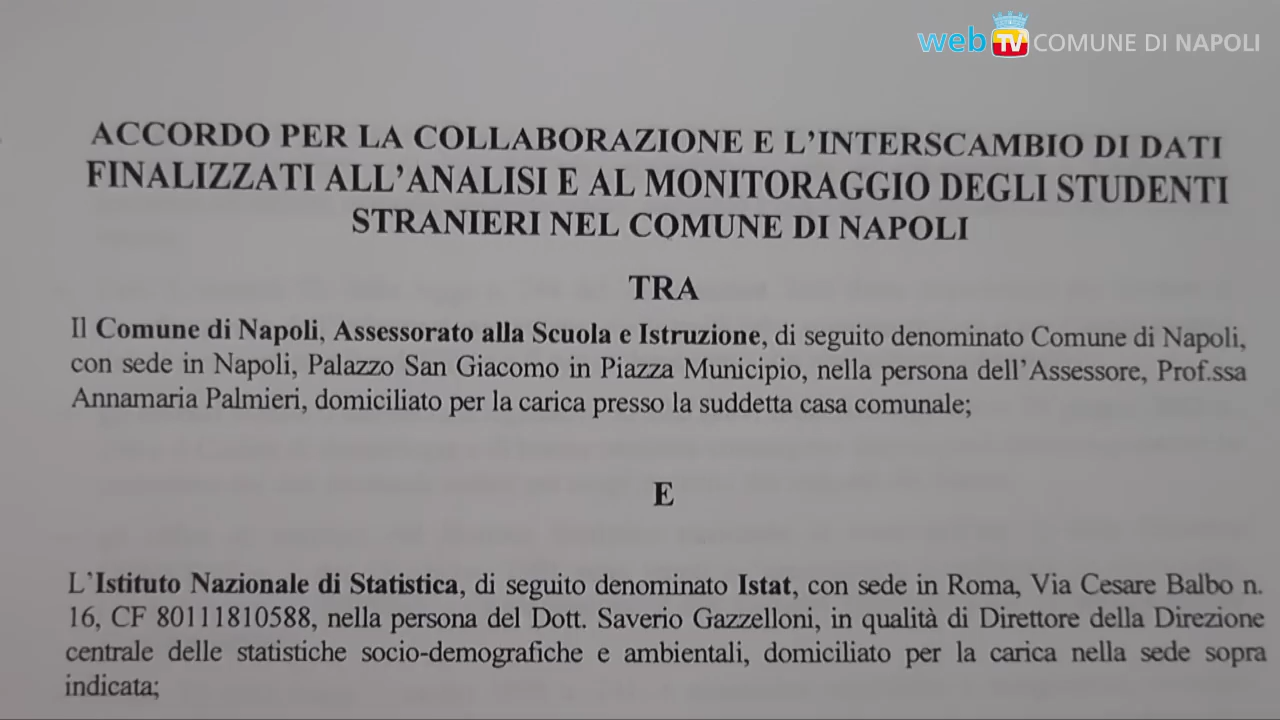 web TV COMUNE DI NAPOLI
ACCORDO PER LA COLLABORAZIONE E L’INTERSCAMBIO DI DATI
FINALIZZATI ALL’ANALISI E AL MONITORAGGIO DEGLI STUDENTI
STRANIERI NEL COMUNE DI NAPOLI
TRA
Il Comune di Napoli, Assessorato alla Scuola e Istruzione, di seguito denominato Comune di Napoli,
con sede in Napoli, Palazzo San Giacomo in Piazza Municipio, nella persona dell’Assessore, Prof.ssa
Annamaria Palmieri, domiciliato per la carica presso la suddetta casa comunale;
E
L’Istituto Nazionale di Statistica, di seguito denominato Istat, con sede in Roma, Via Cesare Balbo n.
16, CF 80111810588, nella persona del Dott. Saverio Gazzelloni, in qualità di Direttore della Direzione
centrale delle statistiche socio-demografiche e ambientali, domiciliato per la carica nella sede sopra
indicata;